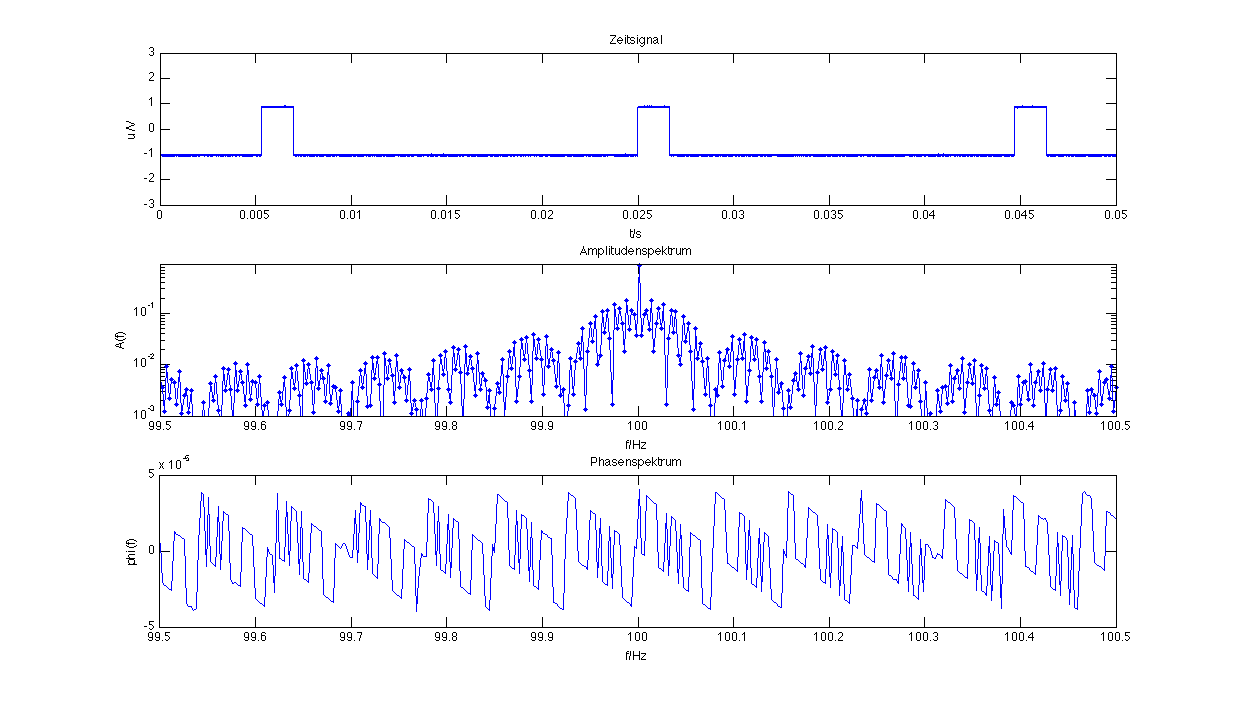 Zeitsignal
3
2
1
0
-1
-2
-3
u /V
0 0.005 0.01 0.015 0.02 0.025 0.03 0.035 0.04 0.045 0.05
t/s
Amplitudenspektrum
10^-1
10^-2
10^-3
A(f)
99.5 99.6 99.7 99.8 99.9 100 100.1 100.2 100.3 100.4 100.5
f/Hz
Phasenspektrum
x 10^-5
5
0
-5
phi(f)
99.5 99.6 99.7 99.8 99.9 100 100.1 100.2 100.3 100.4 100.5
f/Hz